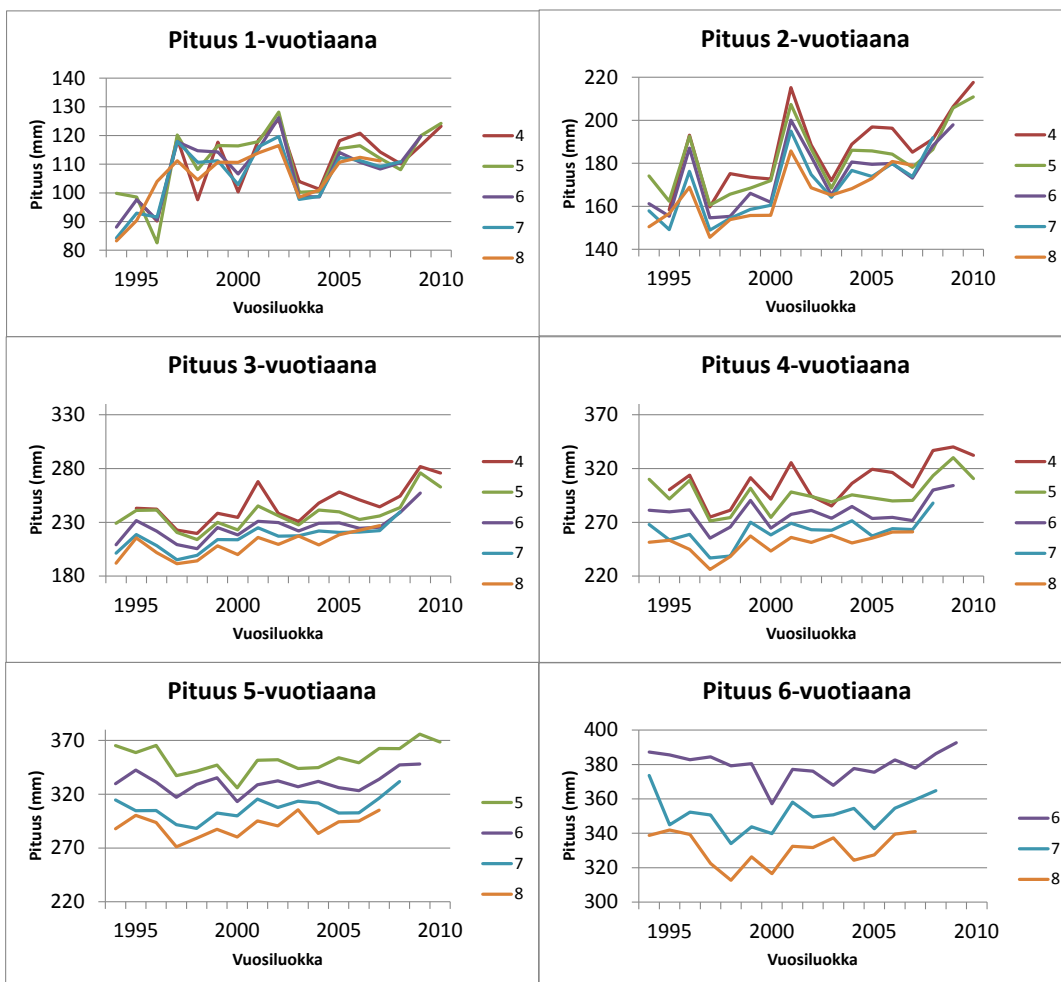 Pituus 1-vuotiaana
140
130
120
110
100
90
80
Pituus (mm)
1995 2000 2005 2010
Vuosiluokka
4
5
6
7
8
Pituus 2-vuotiaana
220
200
180
160
140
Pituus (mm)
1995 2000 2005 2010
Vuosiluokka
4
5
6
7
8
Pituus 3-vuotiaana
330
280
230
180
Pituus (mm)
1995 2000 2005 2010
Vuosiluokka
4
5
6
7
8
Pituus 4-vuotiaana
370
320
270
220
Pituus (mm)
1995 2000 2005 2010
Vuosiluokka
4
5
6
7
8
Pituus 5-vuotiaana
370
320
270
220
Pituus (mm)
1995 2000 2005 2010
Vuosiluokka
5
6
7
8
Pituus 6-vuotiaana
400
380
360
340
320
300
Pituus (mm)
1995 2000 2005 2010
Vuosiluokka
6
7
8